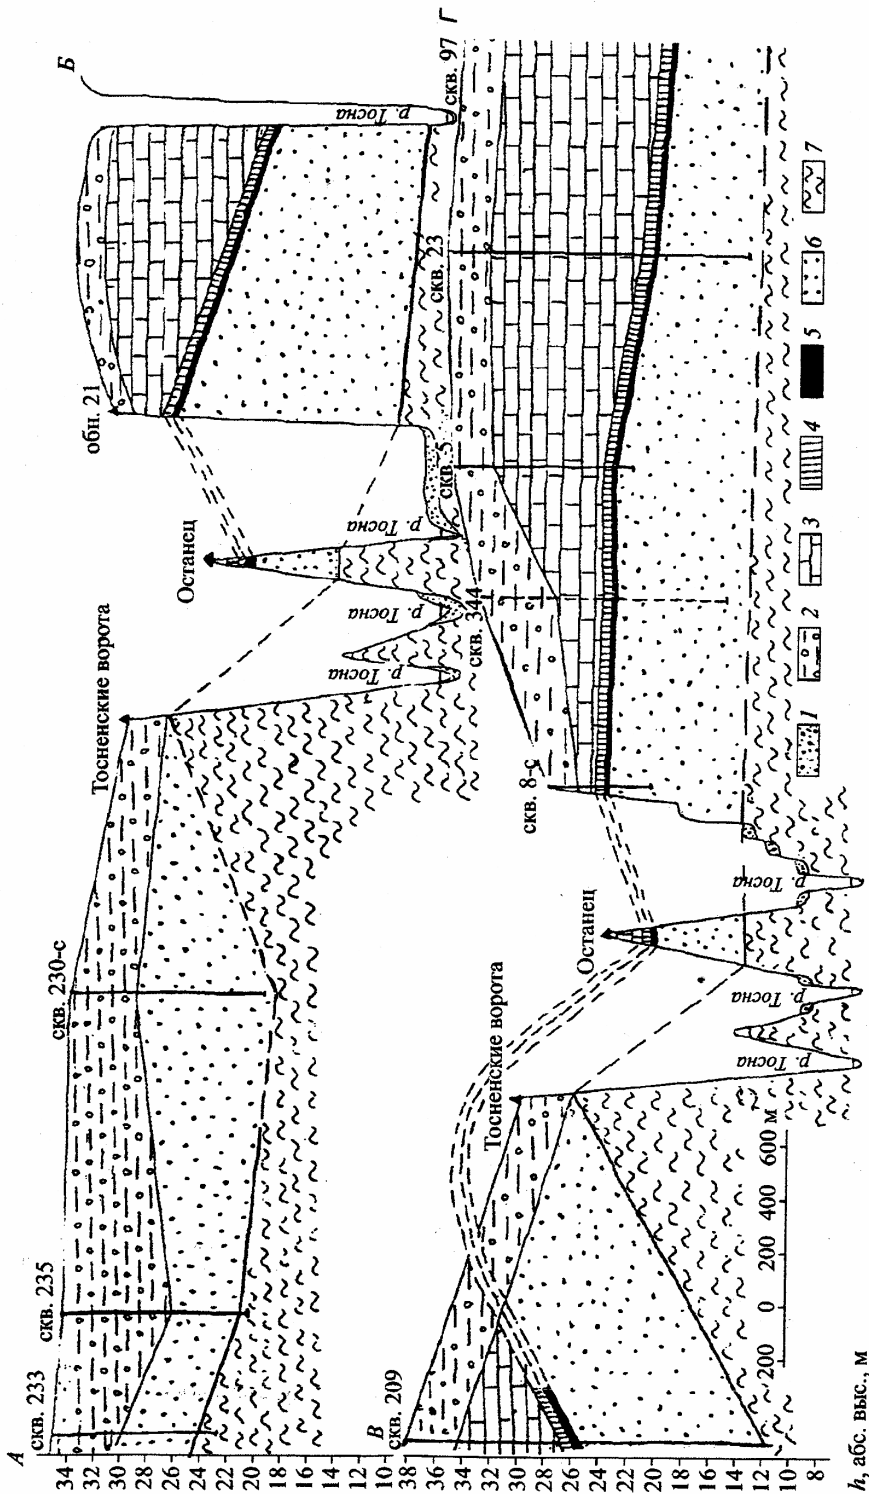 А
Б
скв. 233
скв. 235
скв. 230-с
Тосненские ворота
Останец
обн. 21
р. Тосна
р. Тосна
р. Тосна
р. Тосна
34
32
30
28
26
24
22
20
18
16
14
12
10
В
Г
скв. 209
Тосненские ворота
Останец
скв. 8-с
скв. 344
скв. 5
скв. 23
скв. 97
р. Тосна
р. Тосна
р. Тосна
38
36
34
32
30
28
26
24
22
20
18
16
14
12
10
8
200 0 200 400 600 м
1 2 3 4 5 6 7
h, абс. выс., м